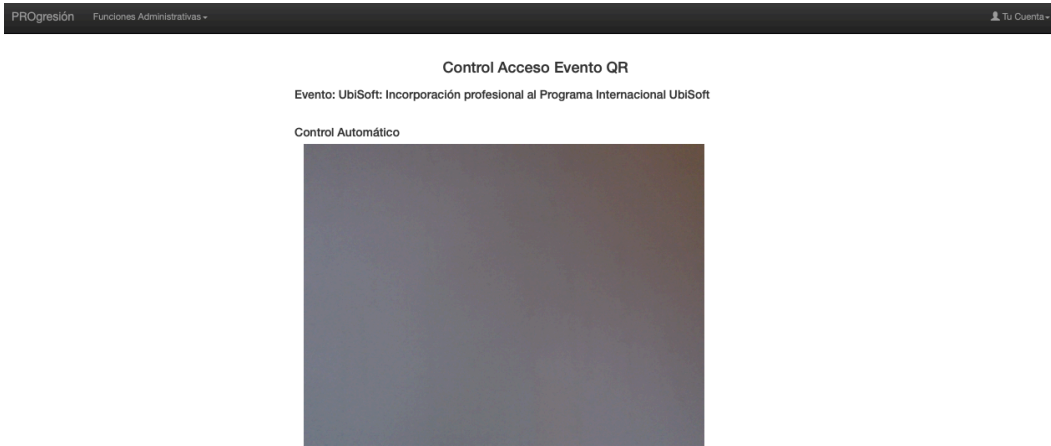 PROgresión Funciones Administrativas Tu Cuenta
Control Acceso Evento QR
Evento: UbiSoft: Incorporación profesional al Programa Internacional UbiSoft
Control Automático